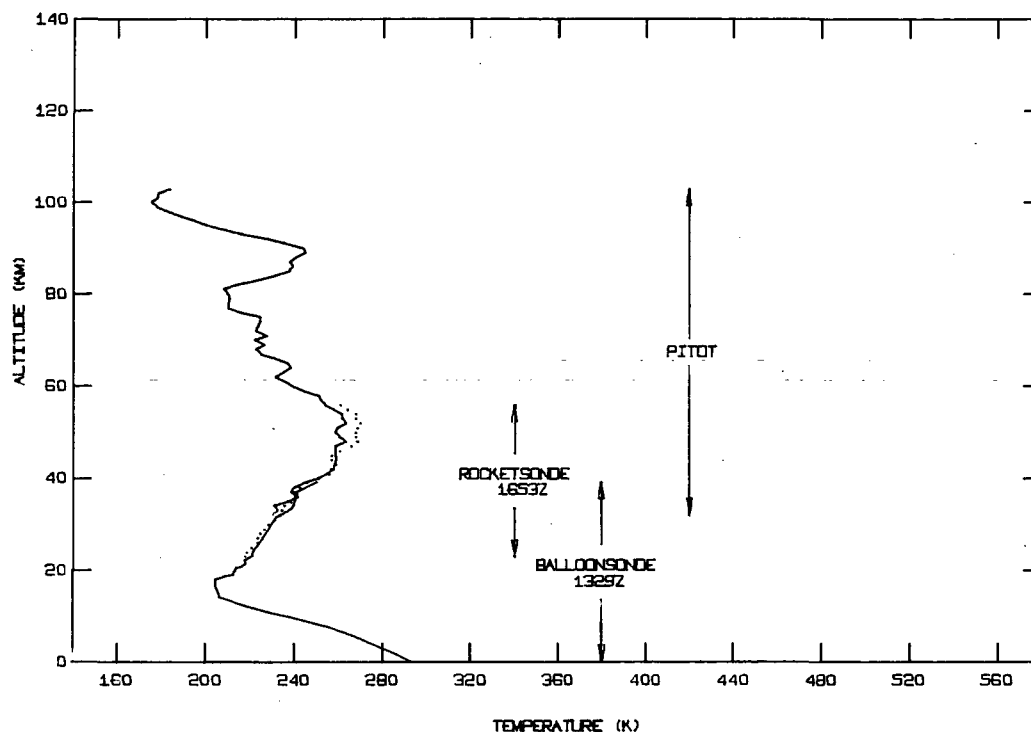 140
120
100
80
60
40
20
0
ALTITUDE (KM)
PITOT
ROCKETSONDE
1653Z
BALLOONSONDE
1329Z
160 200 240 280 320 360 400 440 480 520 560
TEMPERATURE (K)